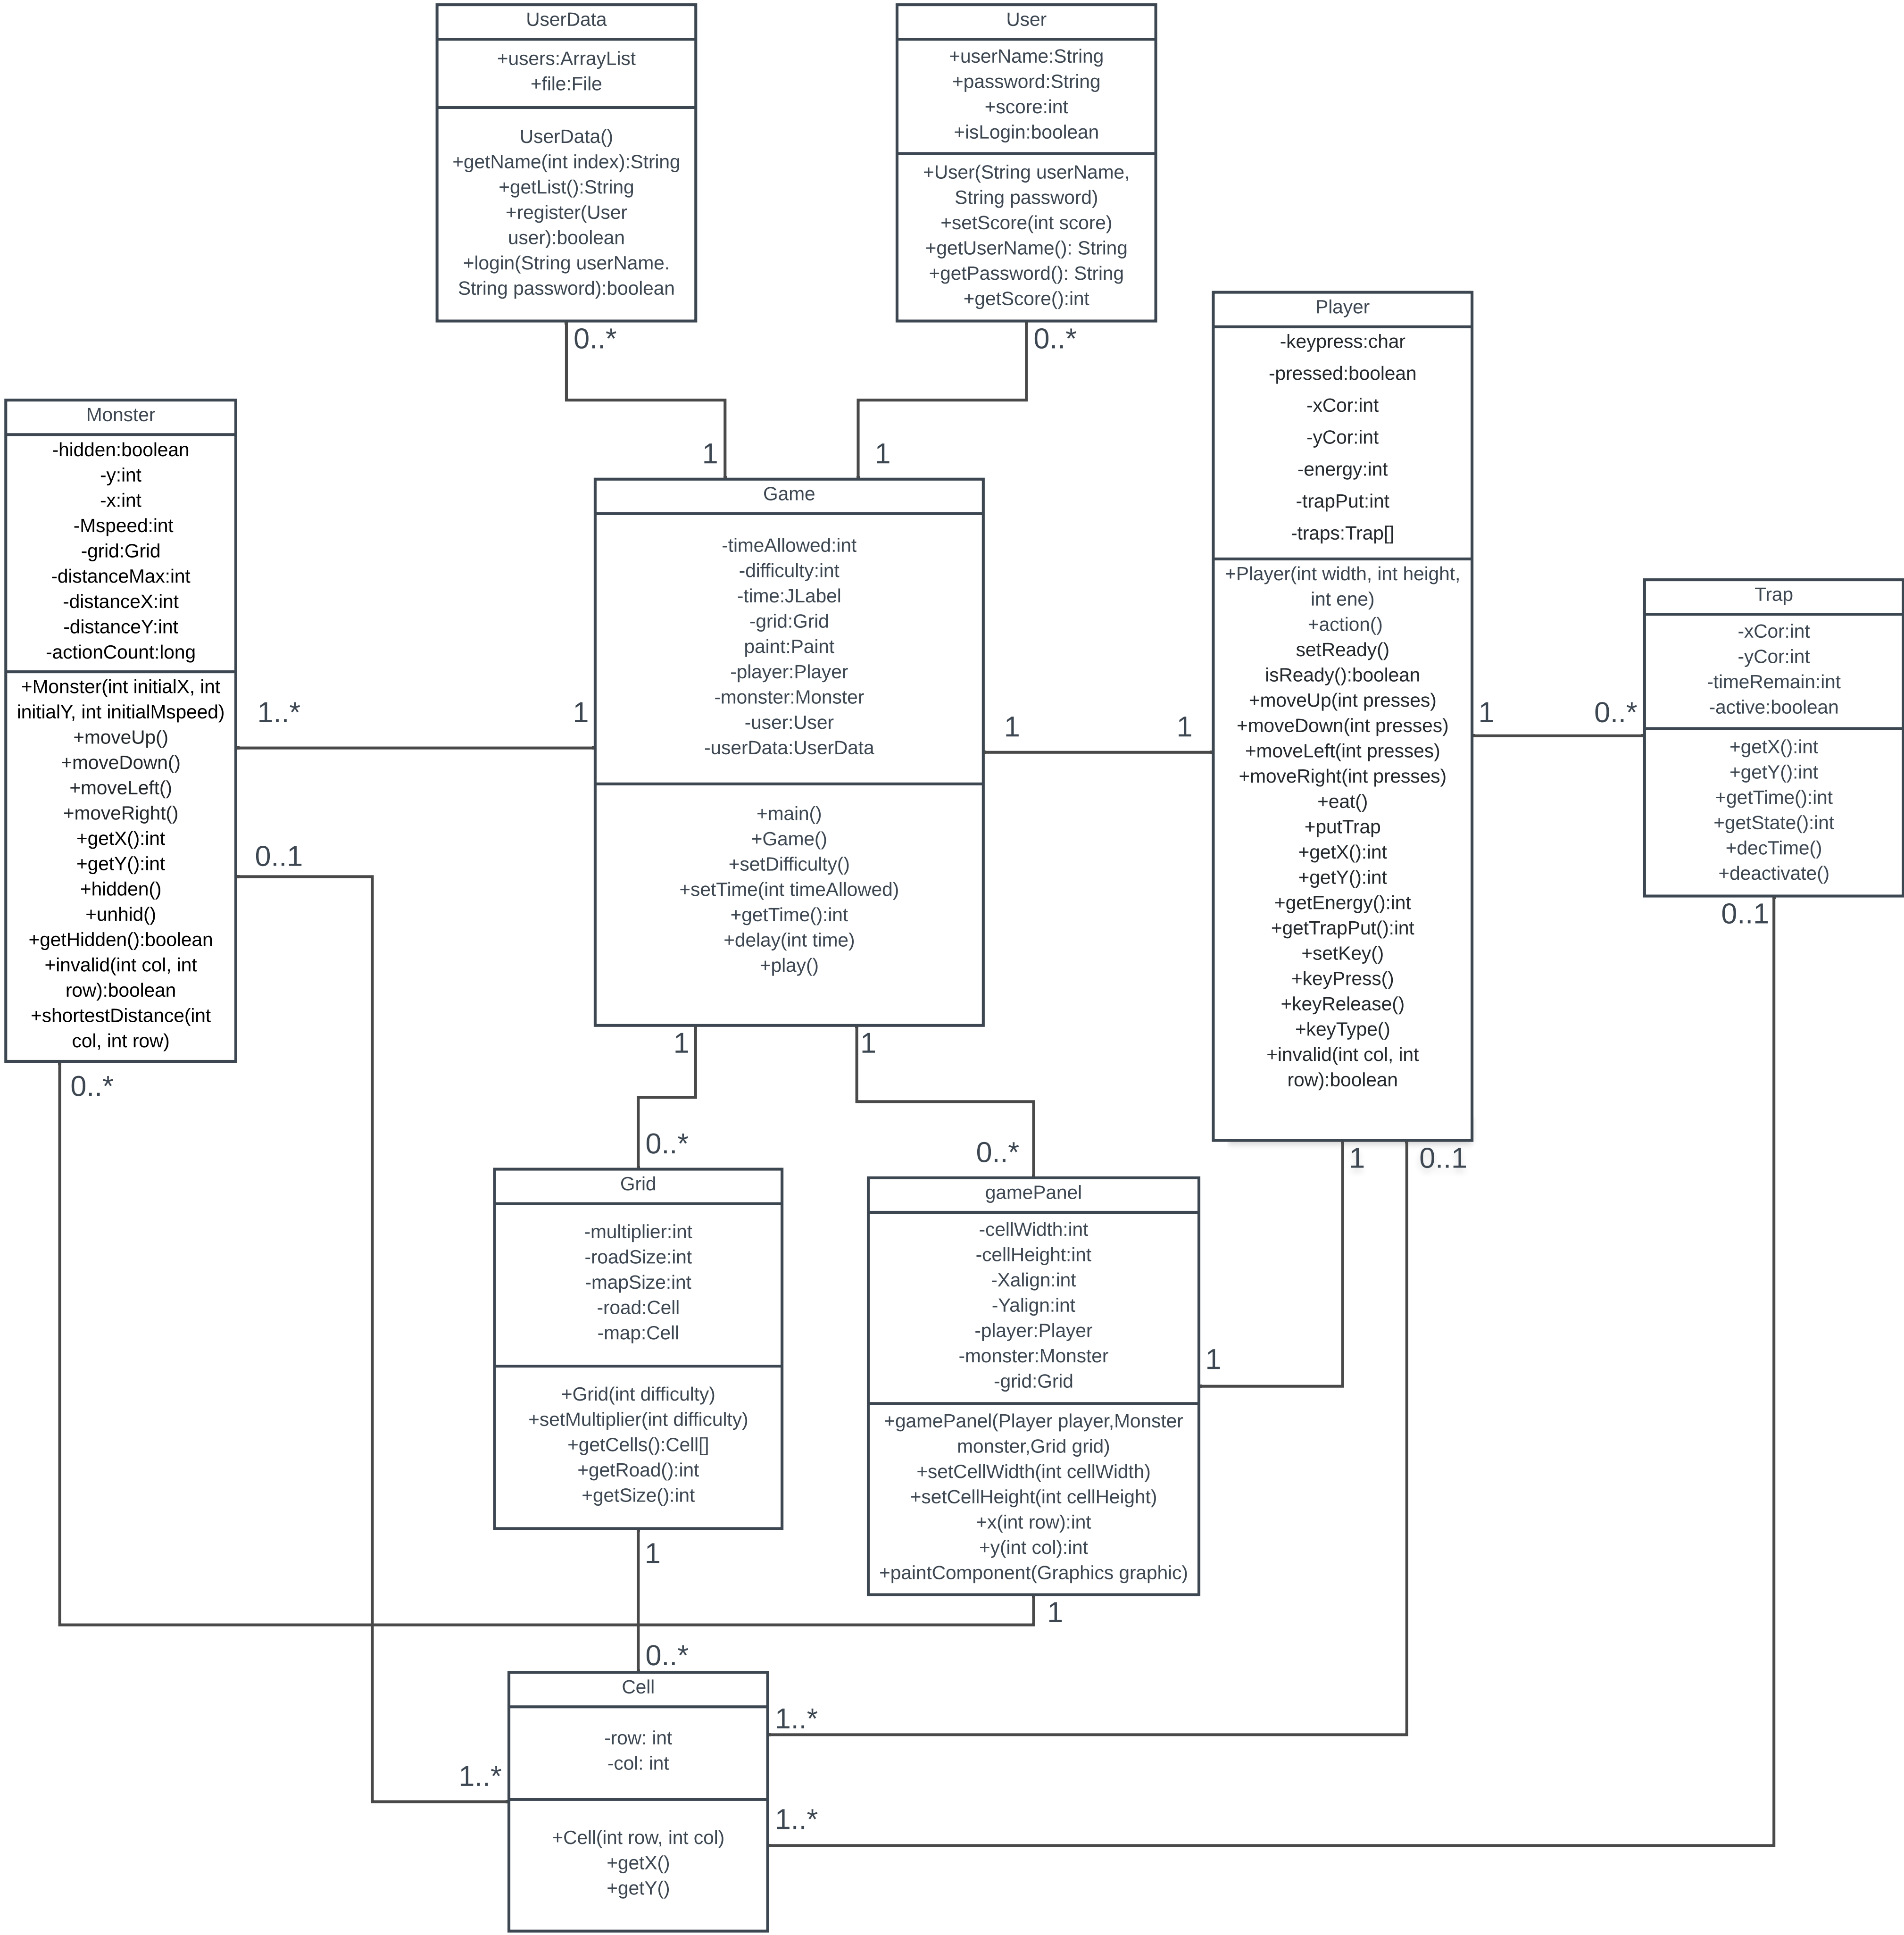 UserData
+users:ArrayList
+file:File
UserData()
+getName(int index):String
+getList():String
+register(User
user):boolean
+login(String userName.
String password):boolean
0..*
1
User
+userName:String
+password:String
+score:int
+isLogin:boolean
+User(String userName,
String password)
+setScore(int score)
+getUserName(): String
+getPassword(): String
+getScore():int
0..*
1
Monster
-hidden:boolean
-y:int
-x:int
-Mspeed:int
-grid:Grid
-distanceMax:int
-distanceX:int
-distanceY:int
-actionCount:long
+Monster(int initialX, int
initialY, int initialMspeed)
+moveUp()
+moveDown()
+moveLeft()
+moveRight()
+getX():int
+getY():int
+hidden()
+unhid()
+getHidden():boolean
+invalid(int col, int
row):boolean
+shortestDistance(int
col, int row)
1..*
1
0..1
0..*
Game
-timeAllowed:int
-difficulty:int
-time:JLabel
-grid:Grid
paint:Paint
-player:Player
-monster:Monster
-user:User
-userData:UserData
+main()
+Game()
+setDifficulty()
+setTime(int timeAllowed)
+getTime():int
+delay(int time)
+play()
1
1
1
1
Player
-keypress:char
-pressed:boolean
-xCor:int
-yCor:int
-energy:int
-trapPut:int
-traps:Trap[]
+Player(int width, int height,
int ene)
+action()
setReady()
isReady():boolean
+moveUp(int presses)
+moveDown(int presses)
+moveLeft(int presses)
+moveRight(int presses)
+eat()
+putTrap
+getX():int
+getY():int
+getEnergy():int
+getTrapPut():int
+setKey()
+keyPress()
+keyRelease()
+keyType()
+invalid(int col, int
row):boolean
1
0..*
1
0..1
Trap
-xCor:int
-yCor:int
-timeRemain:int
-active:boolean
+getX():int
+getY():int
+getTime():int
+getState():int
+decTime()
+deactivate()
0..1
0..*
Grid
-multiplier:int
-roadSize:int
-mapSize:int
-road:Cell
-map:Cell
+Grid(int difficulty)
+setMultiplier(int difficulty)
+getCells():Cell[]
+getRoad():int
+getSize():int
1
0..*
0..*
gamePanel
-cellWidth:int
-cellHeight:int
-Xalign:int
-Yalign:int
-player:Player
-monster:Monster
-grid:Grid
+gamePanel(Player player,Monster
monster,Grid grid)
+setCellWidth(int cellWidth)
+setCellHeight(int cellHeight)
+x(int row):int
+y(int col):int
+paintComponent(Graphics graphic)
1
1
Cell
-row: int
-col: int
+Cell(int row, int col)
+getX()
+getY()
1..*
1..*
1..*